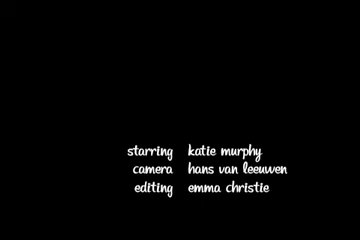 starring katie murphy
camera hans van leeuwen
editing emma christie